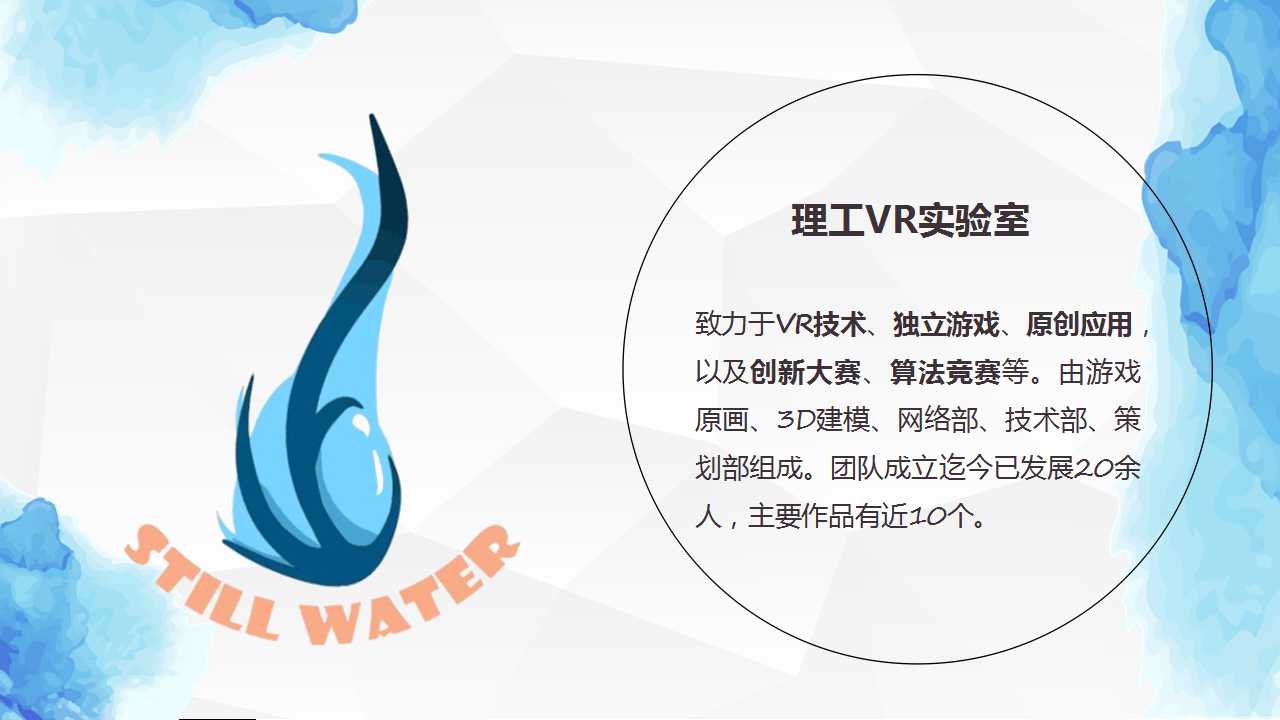 STILL WATER
理工VR实验室
致力于VR技术、独立游戏、原创应用，
以及创新大赛、算法竞赛等。由游戏
原画、3D建模、网络部、技术部、策
划部组成。团队成立迄今已发展20余
人，主要作品有近10个。